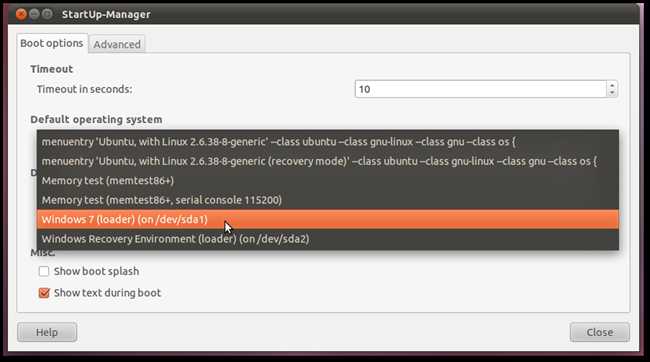 StartUp-Manager
Boot options
Advanced
Timeout
Timeout in seconds:
10
Default operating system
menuentry 'Ubuntu, with Linux 2.6.38-8-generic' --class ubuntu --class gnu-linux --class gnu --class os {
menuentry 'Ubuntu, with Linux 2.6.38-8-generic (recovery mode)' --class ubuntu --class gnu-linux --class gnu --class os {
Memory test (memtest86+)
Memory test (memtest86+, serial console 115200)
Windows 7 (loader) (on /dev/sda1)
Windows Recovery Environment (loader) (on /dev/sda2)
Misc.
Show boot splash
Show text during boot
Help
Close